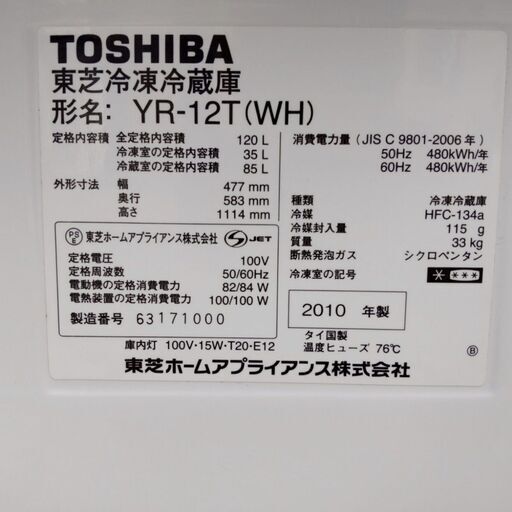 TOSHIBA
東芝冷凍冷蔵庫
形名: YR-12T(WH)
定格内容積 全定格内容積 120 L
冷凍室の定格内容積 35 L
冷蔵室の定格内容積 85 L
外形寸法 幅 477 mm
奥行 583 mm
高さ 1114 mm
消費電力量 (JIS C 9801-2006 年)
50Hz 480kWh/年
60Hz 480kWh/年
種類 冷凍冷蔵庫
冷媒 HFC-134a
冷媒封入量 115 g
質量 33 kg
断熱発泡ガス シクロペンタン
冷凍室の記号
PS E 東芝ホームアプライアンス株式会社 S JET
定格電圧 100V
定格周波数 50/60Hz
電動機の定格消費電力 82/84 W
電熱装置の定格消費電力 100/100 W
製造番号 63171000
2010 年製
タイ国製
温度ヒューズ 76℃
庫内灯 100V・15W・T20・E12
東芝ホームアプライアンス株式会社
B